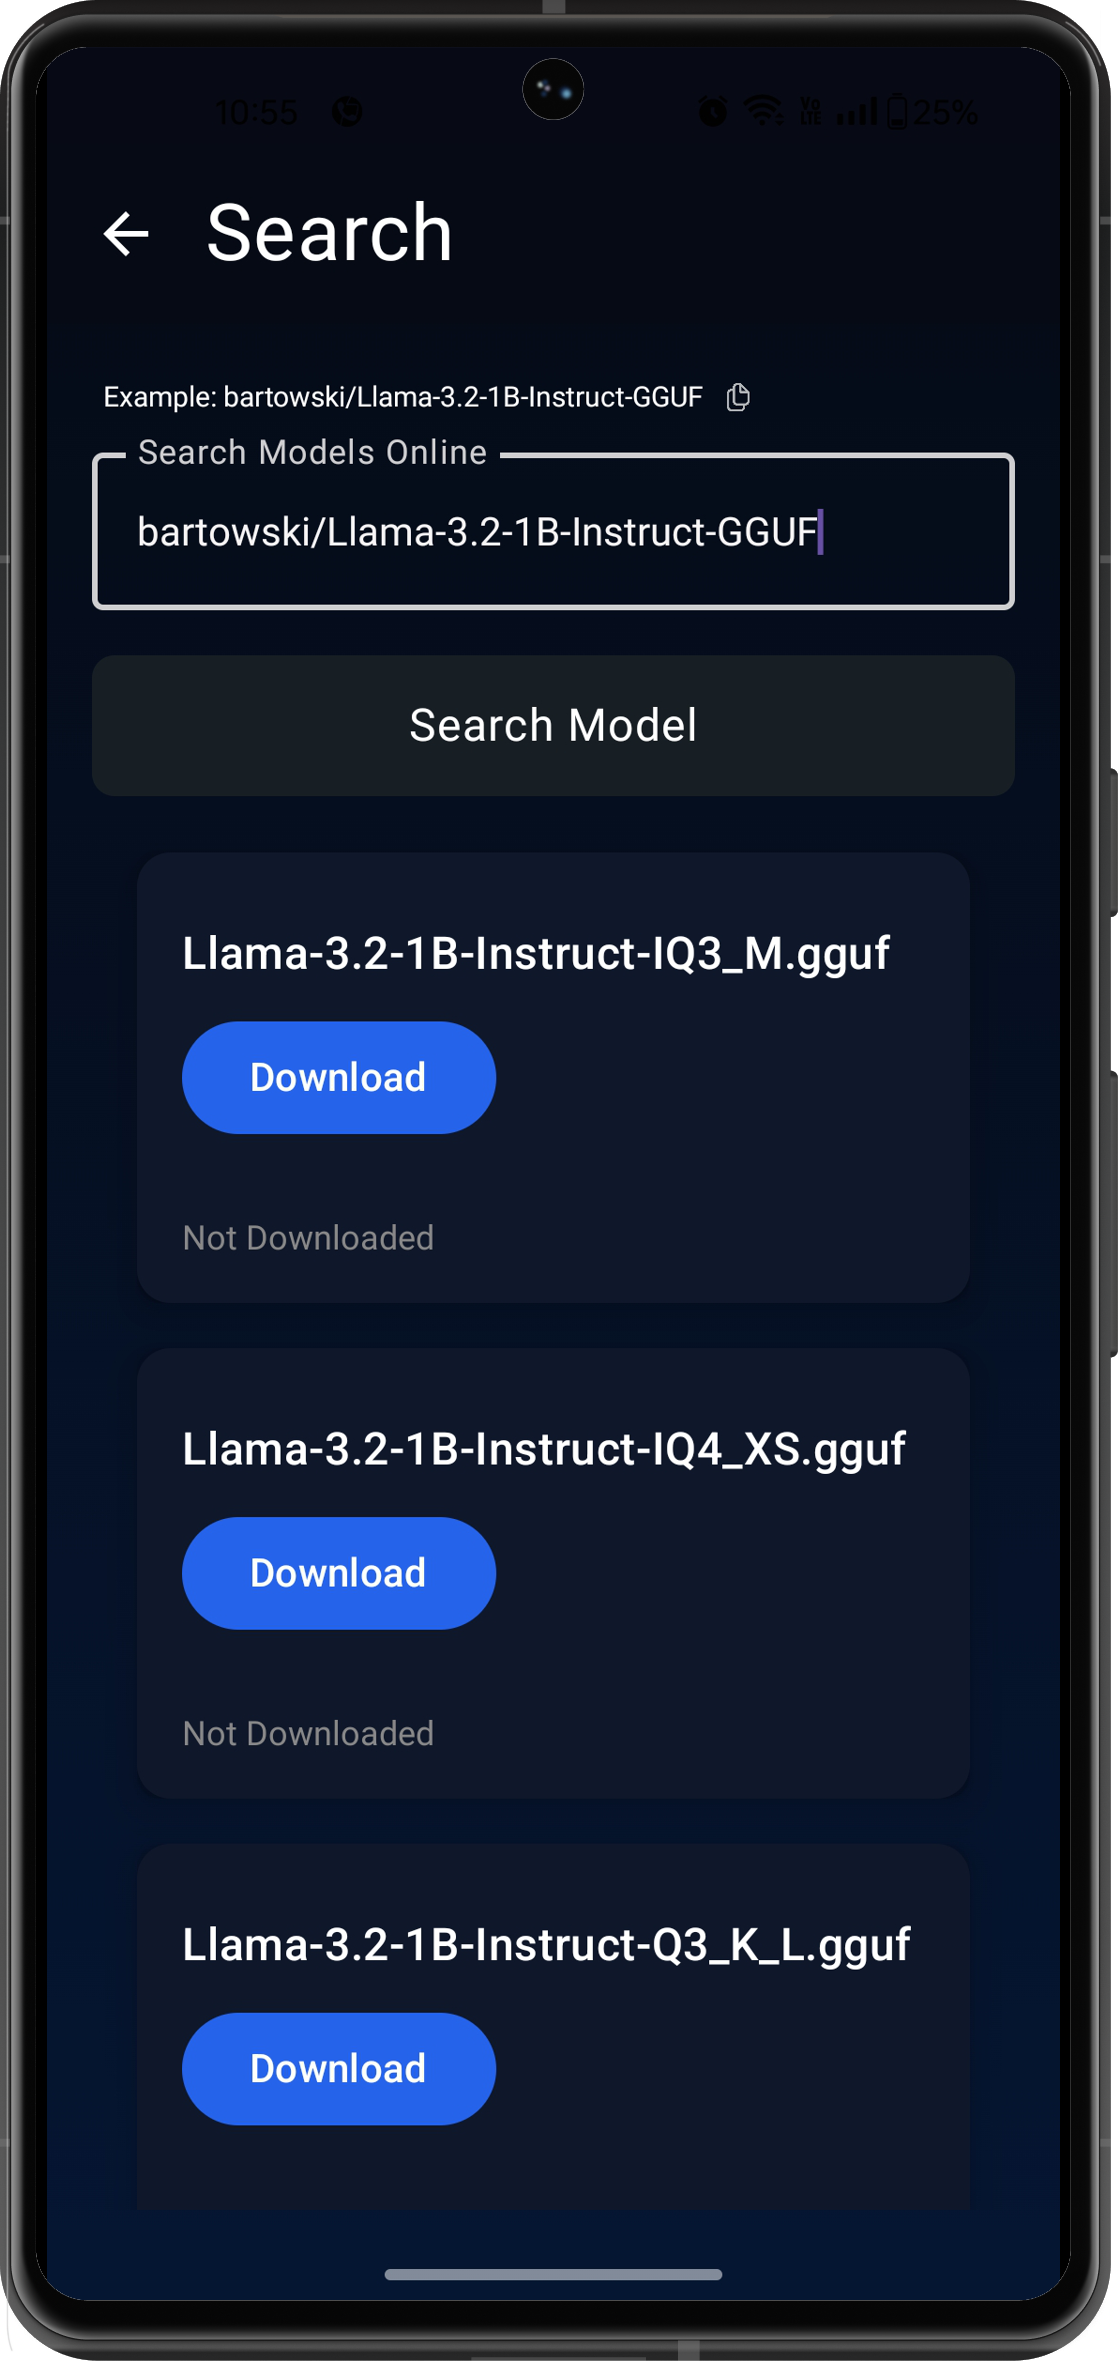 10:55 Vo LTE 25%
Search
Example: bartowski/Llama-3.2-1B-Instruct-GGUF
Search Models Online
bartowski/Llama-3.2-1B-Instruct-GGUF
Search Model
Llama-3.2-1B-Instruct-IQ3_M.gguf
Download
Not Downloaded
Llama-3.2-1B-Instruct-IQ4_XS.gguf
Download
Not Downloaded
Llama-3.2-1B-Instruct-Q3_K_L.gguf
Download